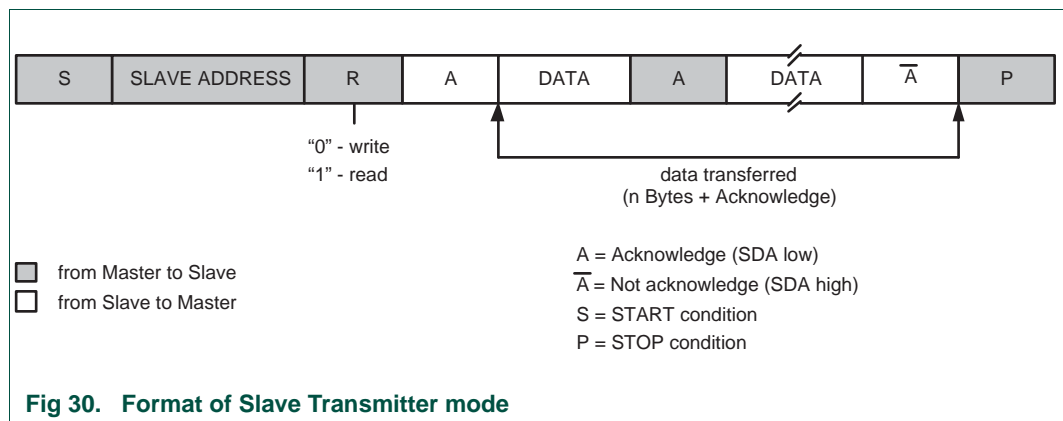 S SLAVE ADDRESS R A DATA A DATA A̅ P
“0” - write
“1” - read
data transferred
(n Bytes + Acknowledge)
from Master to Slave
from Slave to Master
A = Acknowledge (SDA low)
A̅ = Not acknowledge (SDA high)
S = START condition
P = STOP condition
Fig 30. Format of Slave Transmitter mode